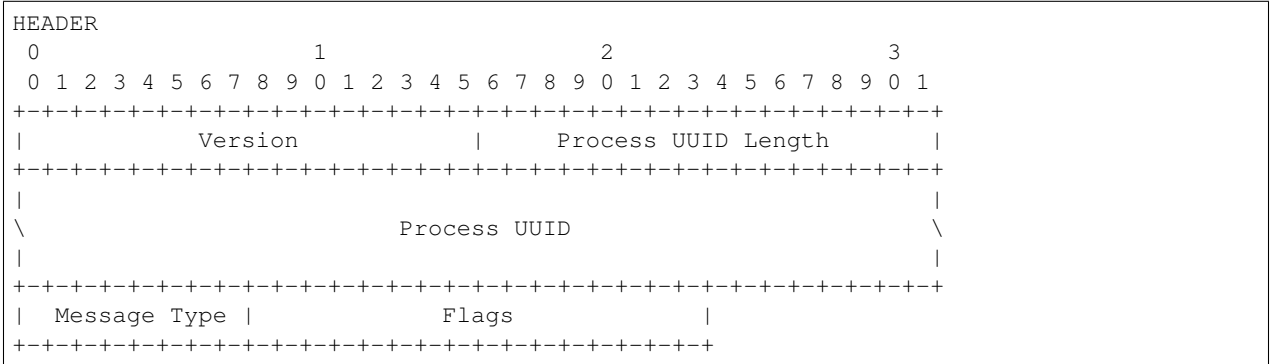 HEADER
 0                   1                   2                   3
 0 1 2 3 4 5 6 7 8 9 0 1 2 3 4 5 6 7 8 9 0 1 2 3 4 5 6 7 8 9 0 1
+-+-+-+-+-+-+-+-+-+-+-+-+-+-+-+-+-+-+-+-+-+-+-+-+-+-+-+-+-+-+-+-+
|            Version            |     Process UUID Length       |
+-+-+-+-+-+-+-+-+-+-+-+-+-+-+-+-+-+-+-+-+-+-+-+-+-+-+-+-+-+-+-+-+
|                                                               |
\                          Process UUID                         \
|                                                               |
+-+-+-+-+-+-+-+-+-+-+-+-+-+-+-+-+-+-+-+-+-+-+-+-+-+-+-+-+-+-+-+-+
|  Message Type |             Flags             |
+-+-+-+-+-+-+-+-+-+-+-+-+-+-+-+-+-+-+-+-+-+-+-+-+